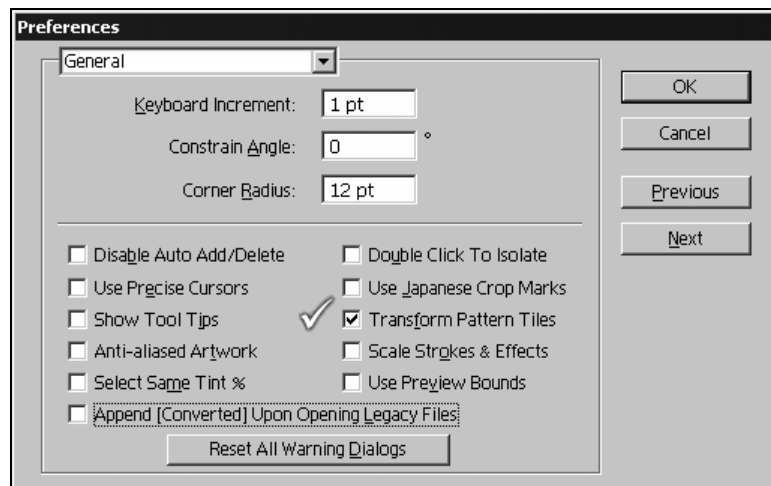 Preferences
General
Keyboard Increment: 1 pt
Constrain Angle: 0 °
Corner Radius: 12 pt
OK
Cancel
Previous
Next
Disable Auto Add/Delete
Double Click To Isolate
Use Precise Cursors
Use Japanese Crop Marks
Show Tool Tips
Transform Pattern Tiles
Anti-aliased Artwork
Scale Strokes & Effects
Select Same Tint %
Use Preview Bounds
Append [Converted] Upon Opening Legacy Files
Reset All Warning Dialogs